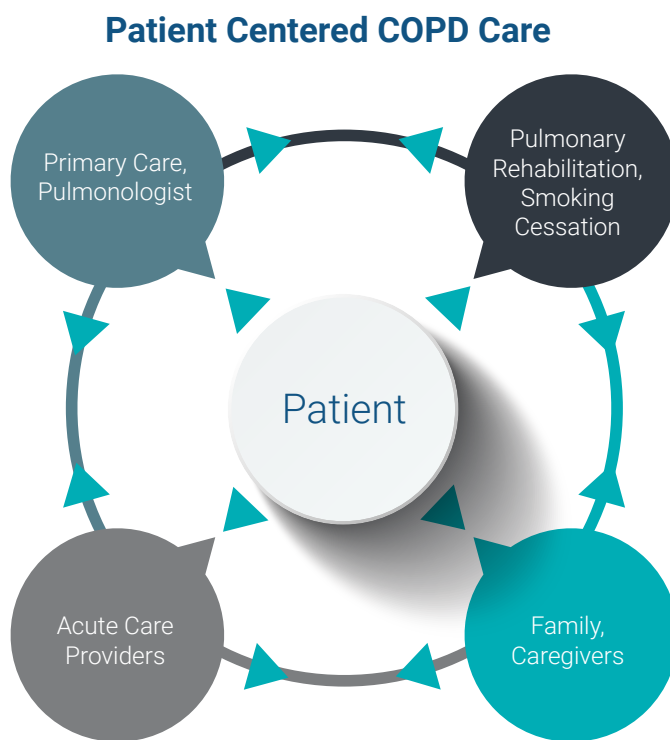 Patient Centered COPD Care
Primary Care,
Pulmonologist
Pulmonary
Rehabilitation,
Smoking
Cessation
Patient
Acute Care
Providers
Family,
Caregivers